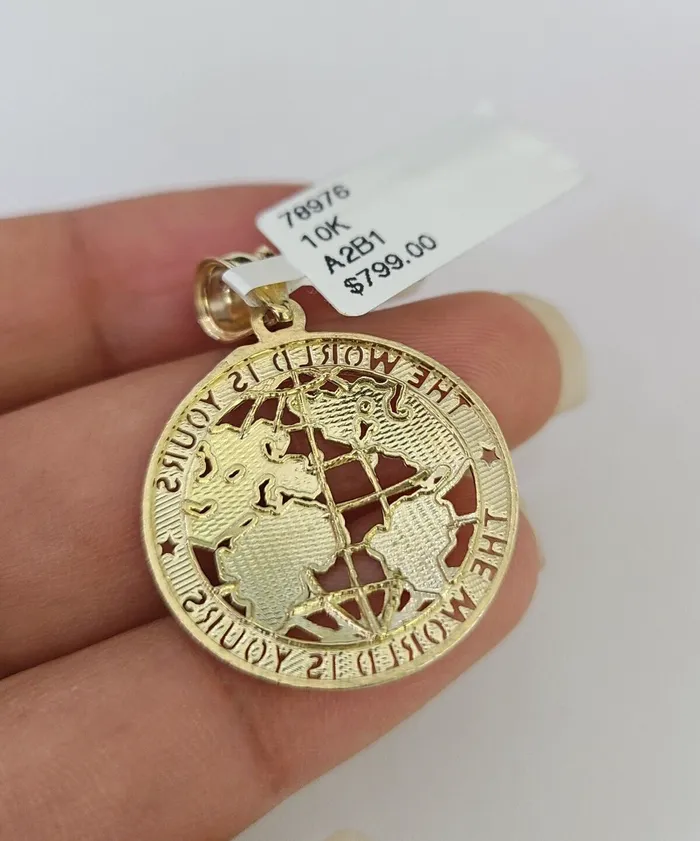 78976
10K
A2B1
$799.00
THE WORLD IS YOURS
THE WORLD IS YOURS